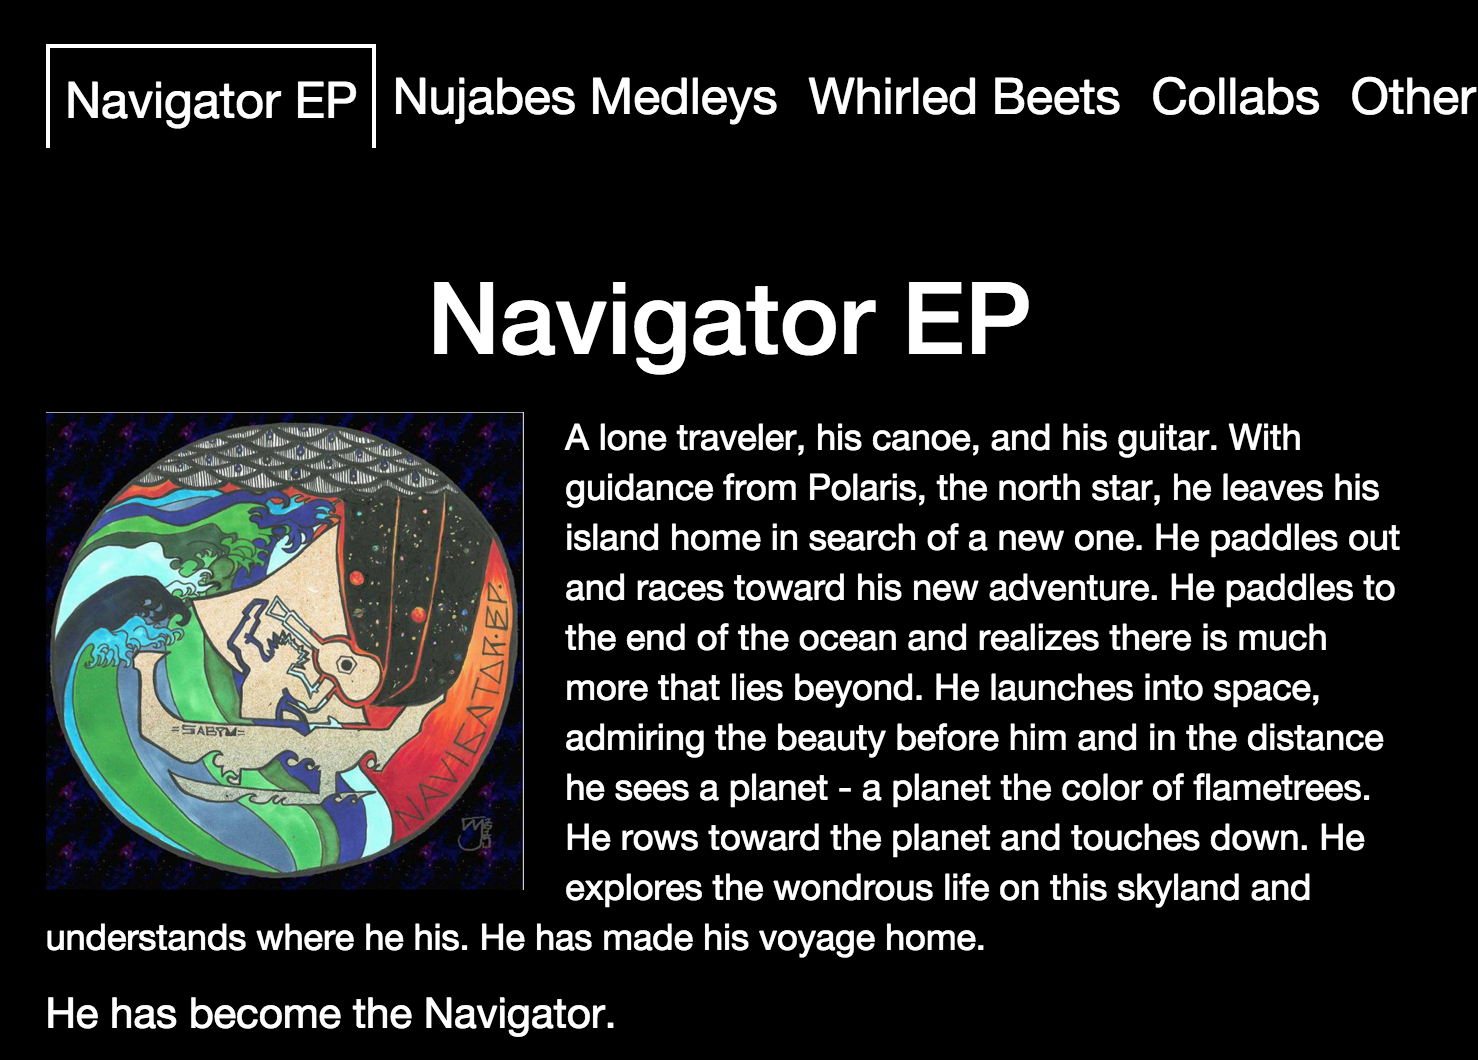 Navigator EP Nujabes Medleys Whirled Beets Collabs Other
Navigator EP
A lone traveler, his canoe, and his guitar. With
guidance from Polaris, the north star, he leaves his
island home in search of a new one. He paddles out
and races toward his new adventure. He paddles to
the end of the ocean and realizes there is much
more that lies beyond. He launches into space,
admiring the beauty before him and in the distance
he sees a planet - a planet the color of flametrees.
He rows toward the planet and touches down. He
explores the wondrous life on this skyland and
understands where he his. He has made his voyage home.
He has become the Navigator.
NAVIGATAR·EP.